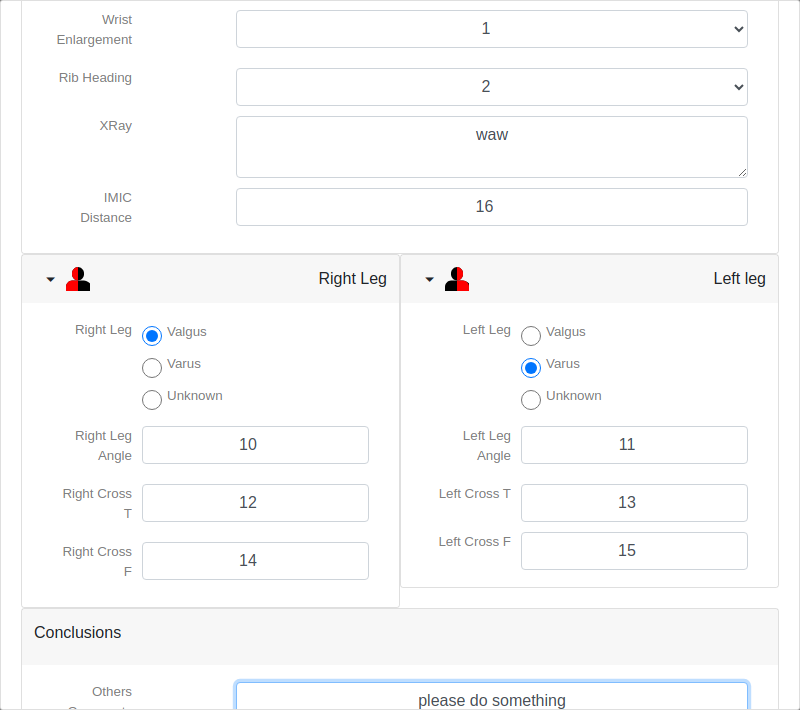 Wrist
Enlargement
1
Rib Heading
2
XRay
waw
IMIC
Distance
16
Right Leg
Right Leg
Valgus
Varus
Unknown
Right Leg
Angle
10
Right Cross
T
12
Right Cross
F
14
Left leg
Left Leg
Valgus
Varus
Unknown
Left Leg
Angle
11
Left Cross T
13
Left Cross F
15
Conclusions
Others
please do something